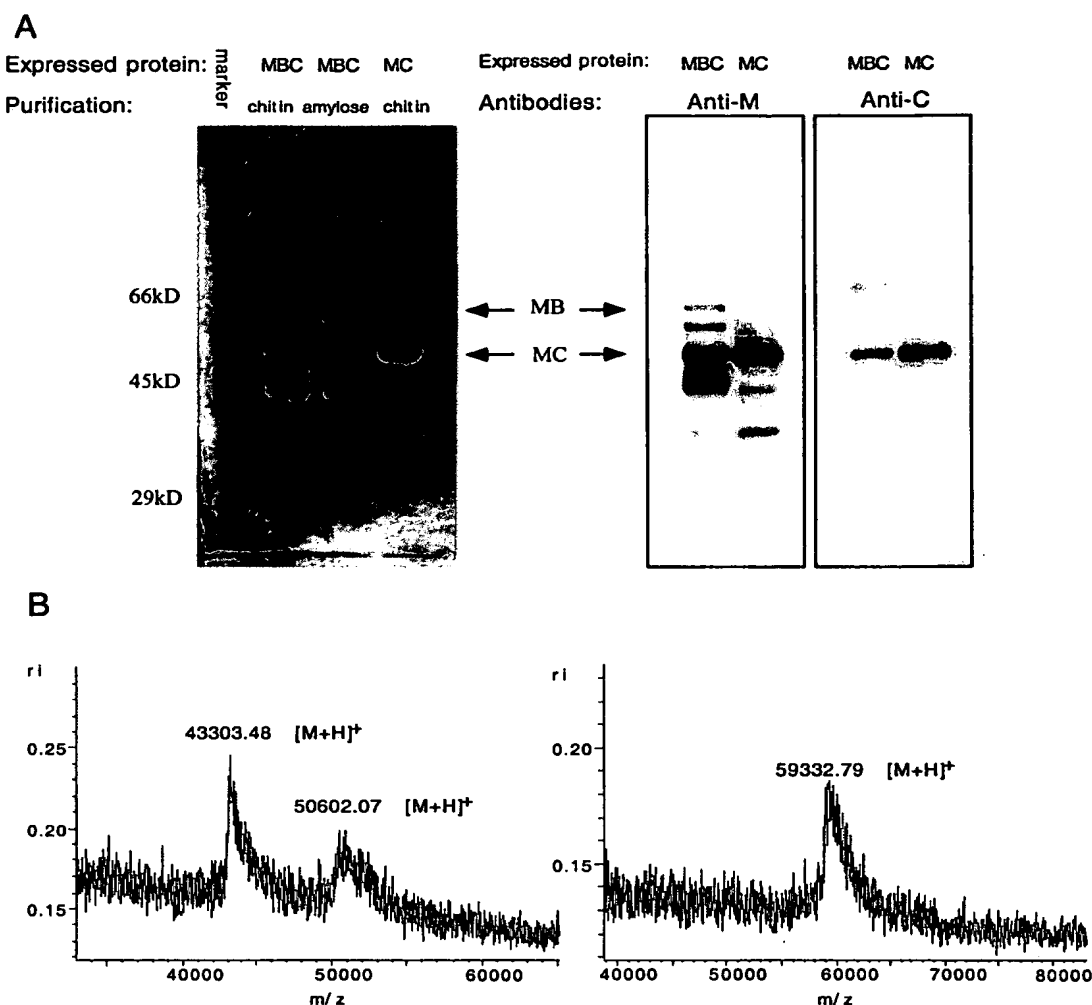 A
Expressed protein: marker MBC MBC MC
Purification: chitin amylose chitin
Expressed protein: MBC MC MBC MC
Antibodies: Anti-M Anti-C
66kD
MB
MC
45kD
29kD
B
ri
43303.48 [M+H]+
0.25
50602.07 [M+H]+
0.20
0.15
40000 50000 60000
m/z
ri
0.20
59332.79 [M+H]+
0.15
40000 50000 60000 70000 80000
m/z